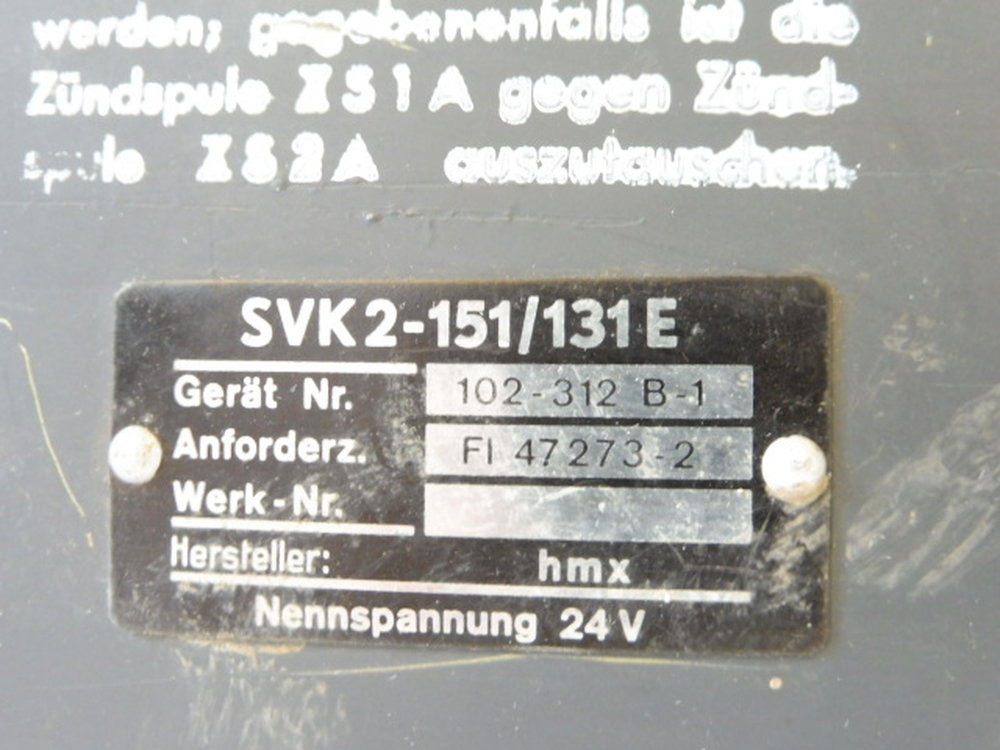 werden; gegebenenfalls ist die
Zündspule ZS1A gegen Zünd-
spule ZS2A auszutauschen.
SVK2-151/131E
Gerät Nr. 102-312 B-1
Anforderz. Fl 47273-2
Werk-Nr.
Hersteller: hmx
Nennspannung 24V